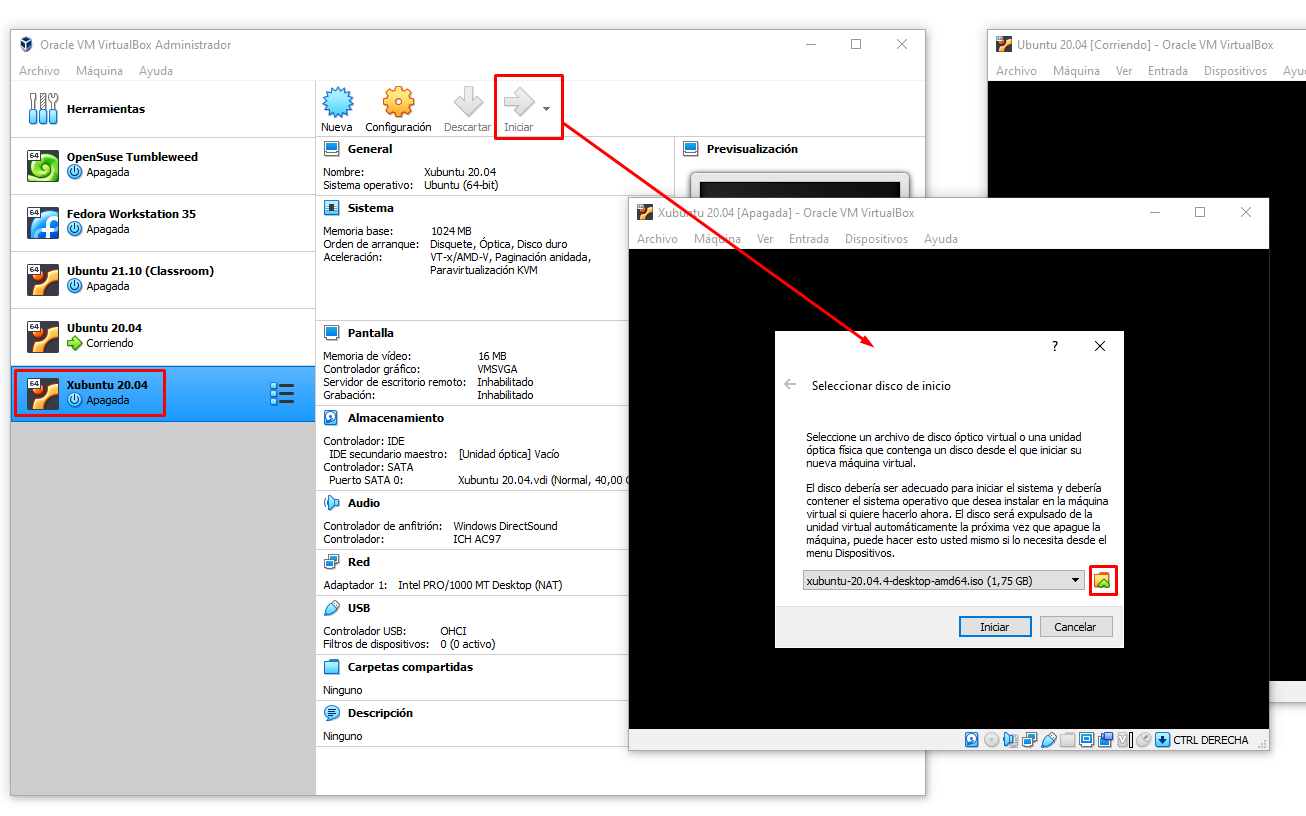 Oracle VM VirtualBox Administrador
Archivo Máquina Ayuda
Herramientas
64
OpenSuse Tumbleweed
Apagada
64
Fedora Workstation 35
Apagada
64
Ubuntu 21.10 (Classroom)
Apagada
64
Ubuntu 20.04
Corriendo
64
Xubuntu 20.04
Apagada
Nueva Configuración Descartar Iniciar
General
Nombre: Xubuntu 20.04
Sistema operativo: Ubuntu (64-bit)
Sistema
Memoria base: 1024 MB
Orden de arranque: Disquete, Óptica, Disco duro
Aceleración: VT-x/AMD-V, Paginación anidada,
Paravirtualización KVM
Pantalla
Memoria de vídeo: 16 MB
Controlador gráfico: VMSVGA
Servidor de escritorio remoto: Inhabilitado
Grabación: Inhabilitado
Almacenamiento
Controlador: IDE
IDE secundario maestro: [Unidad óptica] Vacío
Controlador: SATA
Puerto SATA 0: Xubuntu 20.04.vdi (Normal, 40,00
Audio
Controlador de anfitrión: Windows DirectSound
Controlador: ICH AC97
Red
Adaptador 1: Intel PRO/1000 MT Desktop (NAT)
USB
Controlador USB: OHCI
Filtros de dispositivos: 0 (0 activo)
Carpetas compartidas
Ninguno
Descripción
Ninguno
Previsualización
Ubuntu 20.04 [Corriendo] - Oracle VM VirtualBox
Archivo Máquina Ver Entrada Dispositivos Ayu
Xubuntu 20.04 [Apagada] - Oracle VM VirtualBox
Archivo Máquina Ver Entrada Dispositivos Ayuda
?
Seleccionar disco de inicio
Seleccione un archivo de disco óptico virtual o una unidad
óptica física que contenga un disco desde el que iniciar su
nueva máquina virtual.
El disco debería ser adecuado para iniciar el sistema y debería
contener el sistema operativo que desea instalar en la máquina
virtual si quiere hacerlo ahora. El disco será expulsado de la
unidad virtual automáticamente la próxima vez que apague la
máquina, puede hacer esto usted mismo si lo necesita desde el
menu Dispositivos.
xubuntu-20.04.4-desktop-amd64.iso (1,75 GB)
Iniciar Cancelar
CTRL DERECHA